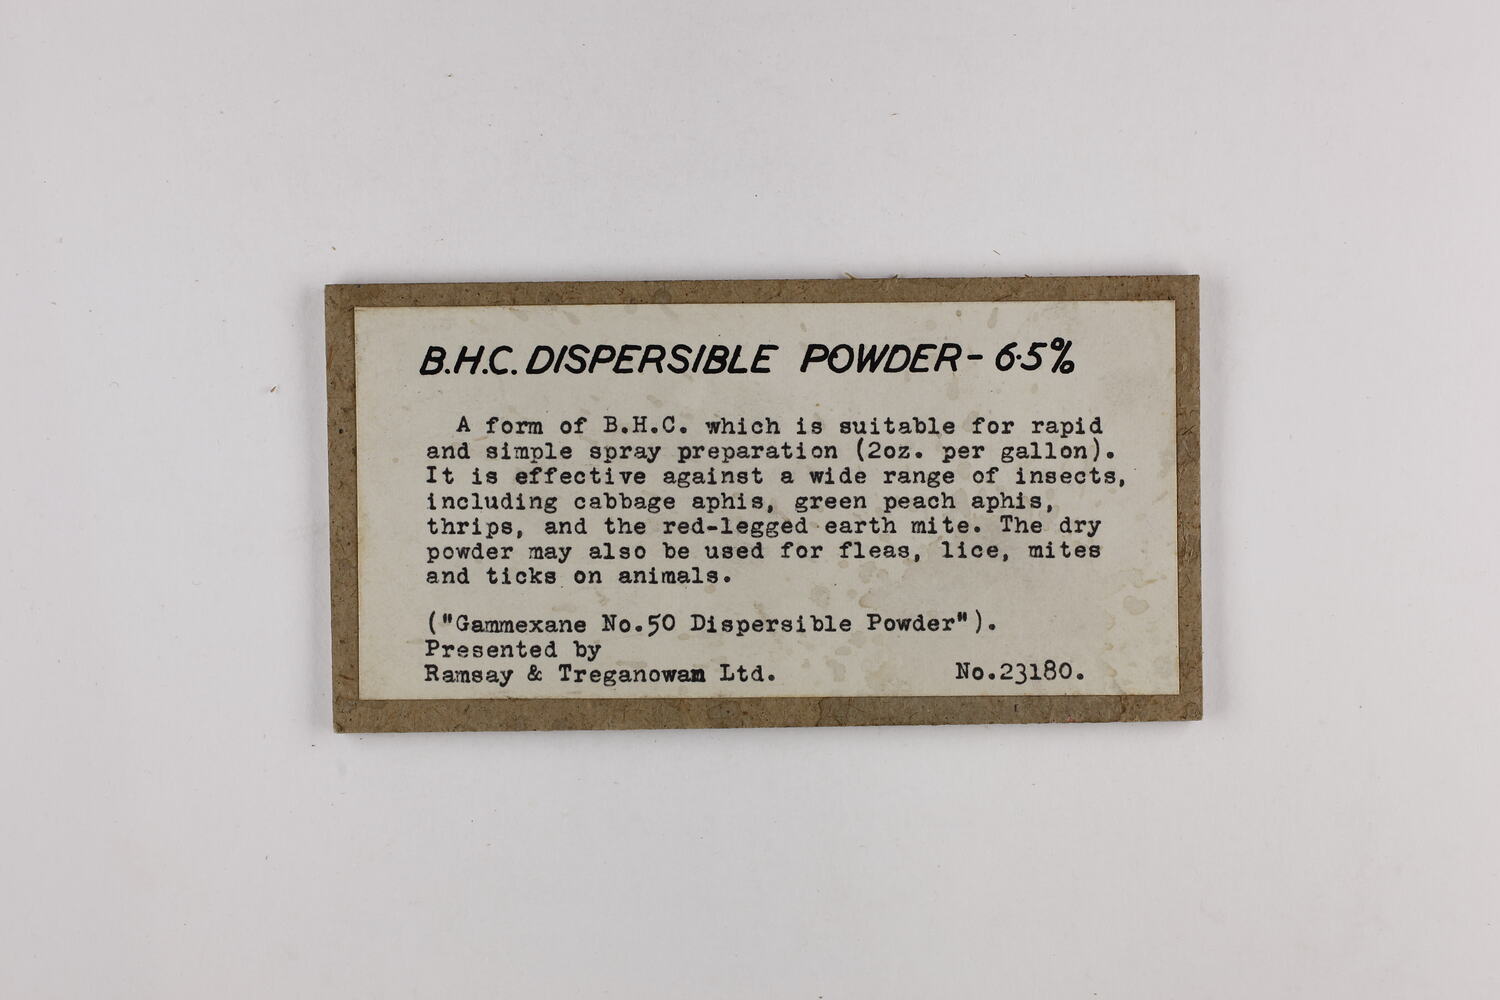 B.H.C. DISPERSIBLE POWDER - 6·5%
A form of B.H.C. which is suitable for rapid
and simple spray preparation (2oz. per gallon).
It is effective against a wide range of insects,
including cabbage aphis, green peach aphis,
thrips, and the red-legged earth mite. The dry
powder may also be used for fleas, lice, mites
and ticks on animals.
("Gammexane No.50 Dispersible Powder").
Presented by
Ramsay & Treganowan Ltd. No.23180.